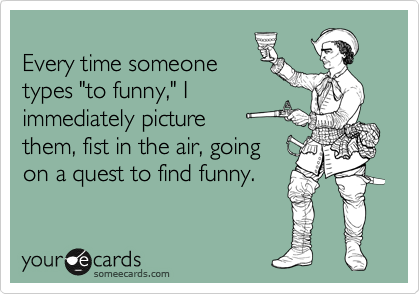 Every time someone
types "to funny," I
immediately picture
them, fist in the air, going
on a quest to find funny.
your e cards
someecards.com